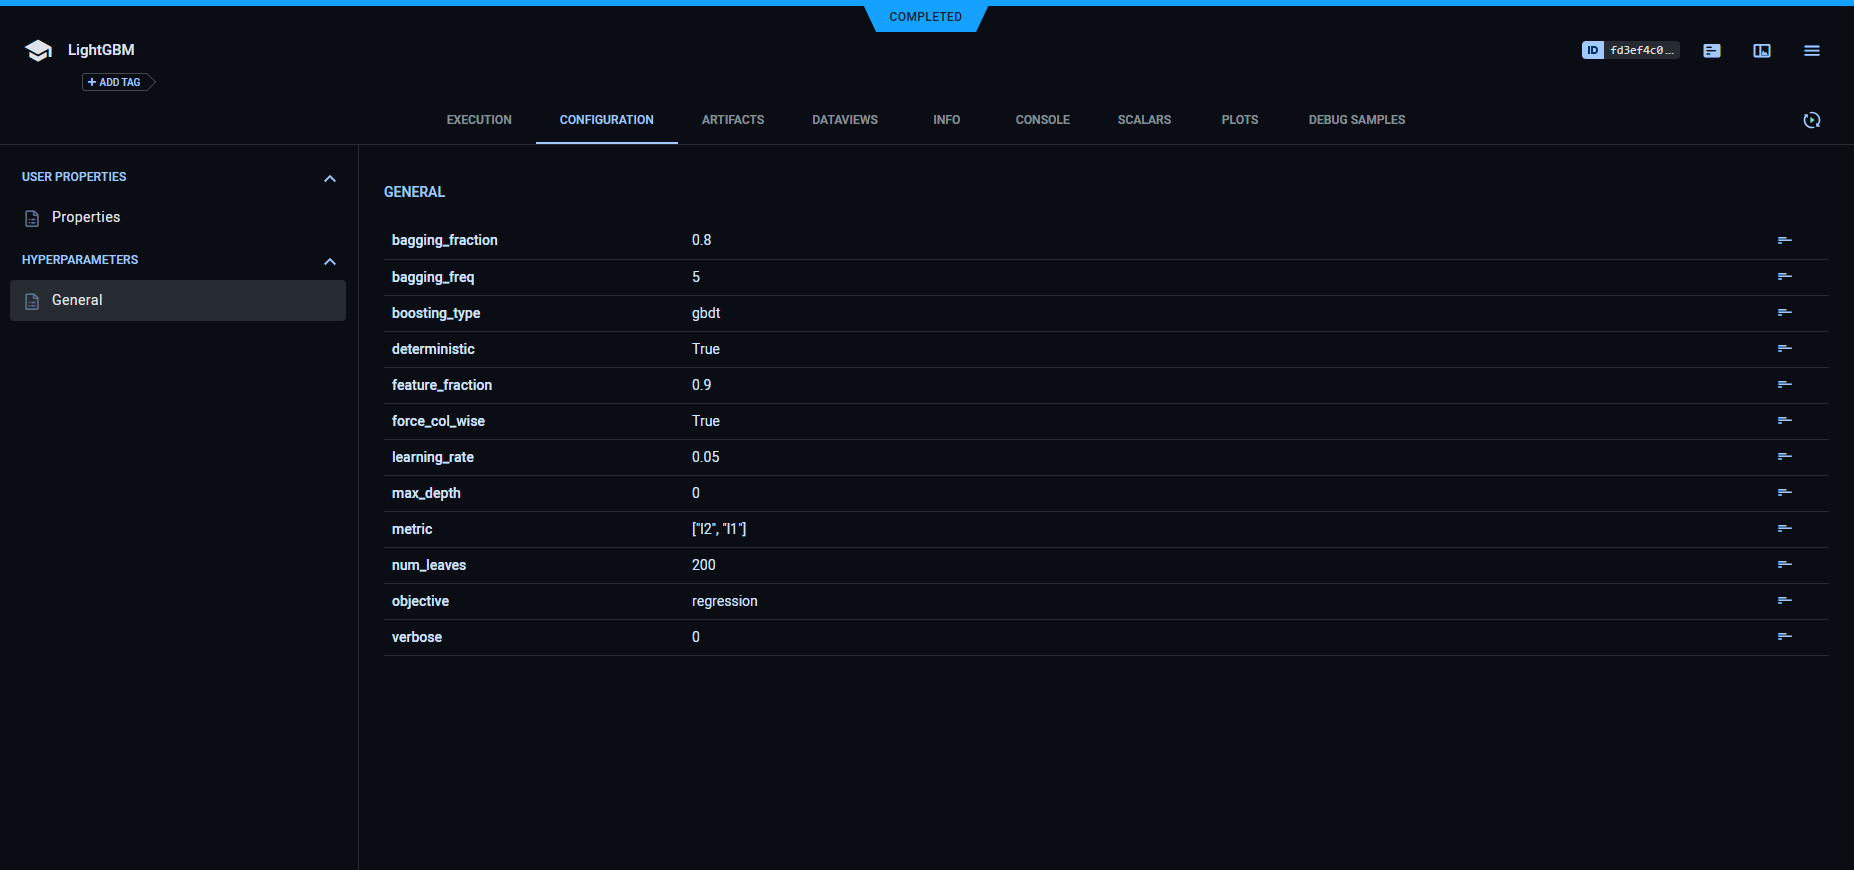 COMPLETED
LightGBM
ID fd3ef4c0...
+ ADD TAG
EXECUTION CONFIGURATION ARTIFACTS DATAVIEWS INFO CONSOLE SCALARS PLOTS DEBUG SAMPLES
USER PROPERTIES
Properties
HYPERPARAMETERS
General
GENERAL
bagging_fraction 0.8
bagging_freq 5
boosting_type gbdt
deterministic True
feature_fraction 0.9
force_col_wise True
learning_rate 0.05
max_depth 0
metric ["l2", "l1"]
num_leaves 200
objective regression
verbose 0